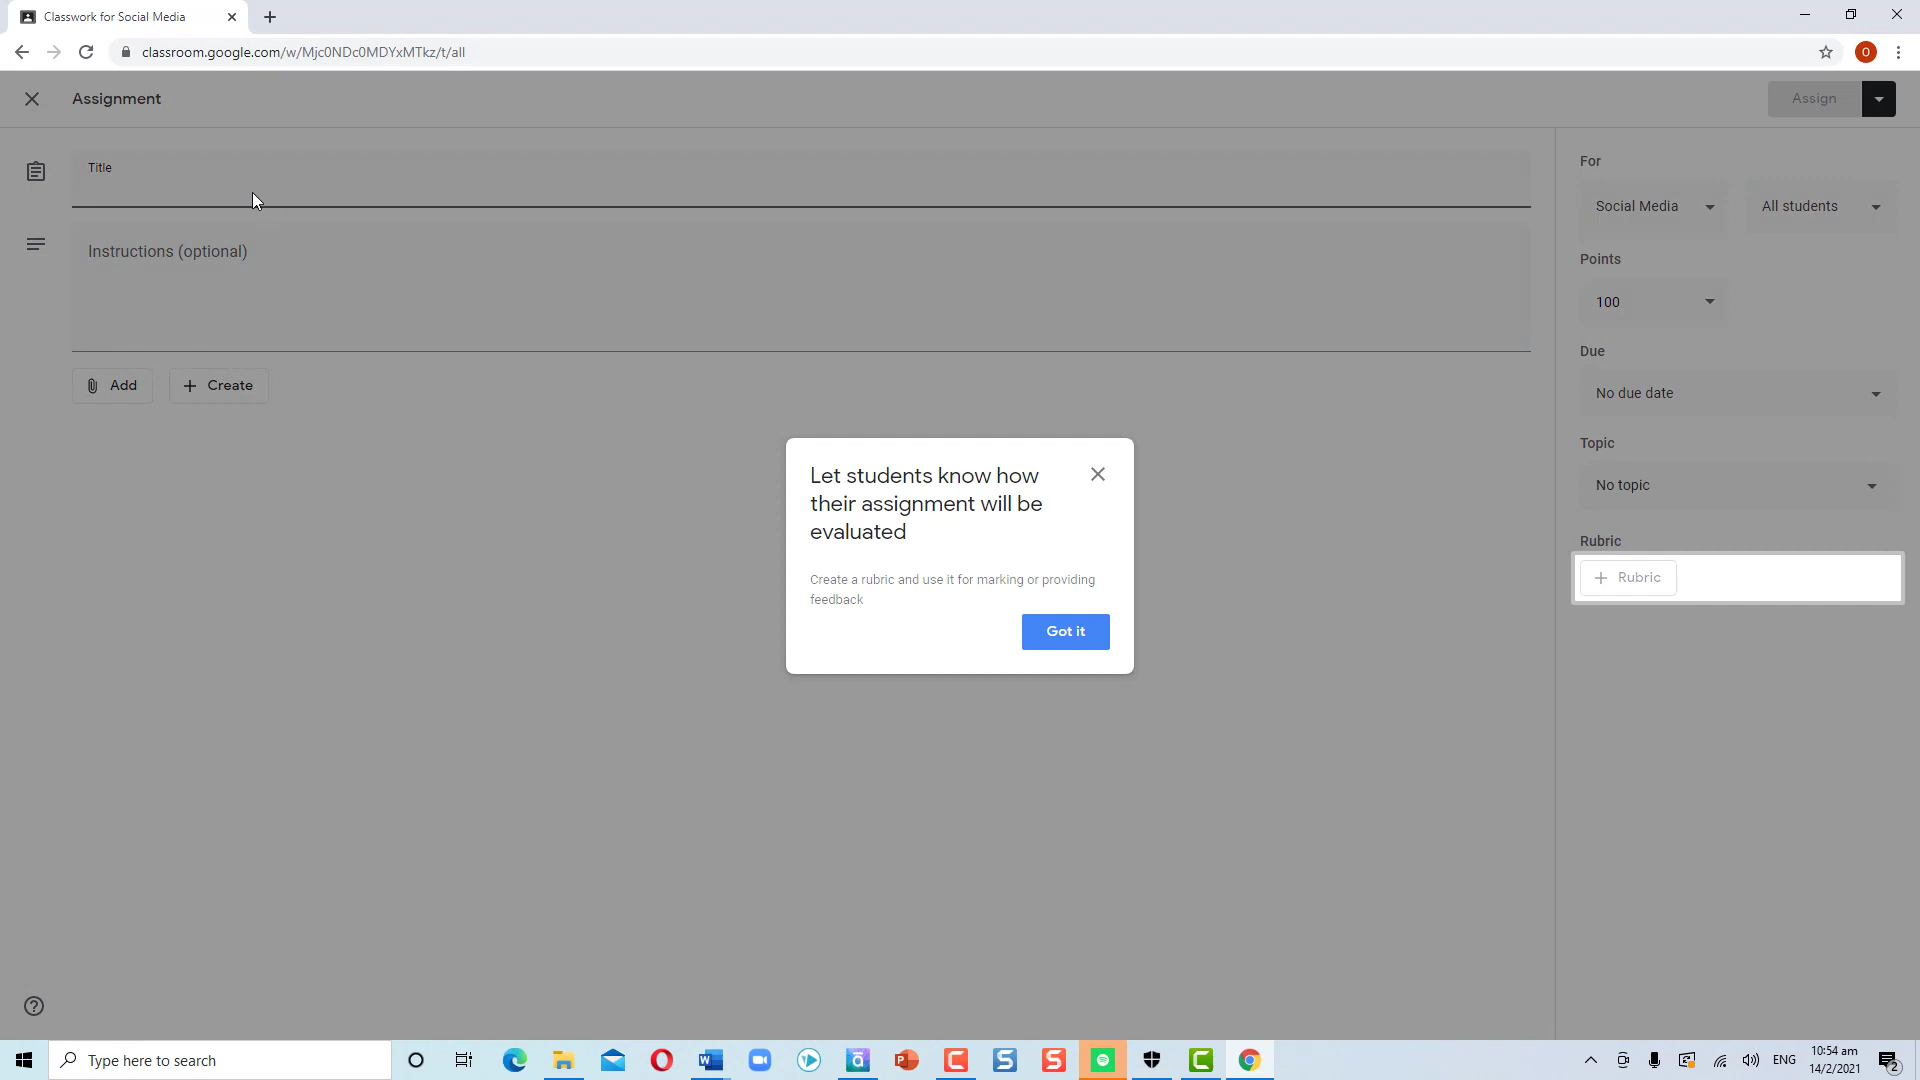 Classwork for Social Media
classroom.google.com/w/Mjc0NDc0MDYxMTkz/t/all
O
Assignment
Assign
Title
Instructions (optional)
Add
Create
For
Social Media
All students
Points
100
Due
No due date
Topic
No topic
Rubric
Rubric
Let students know how
their assignment will be
evaluated
Create a rubric and use it for marking or providing
feedback
Got it
Type here to search
ENG
10:54 am
14/2/2021
2